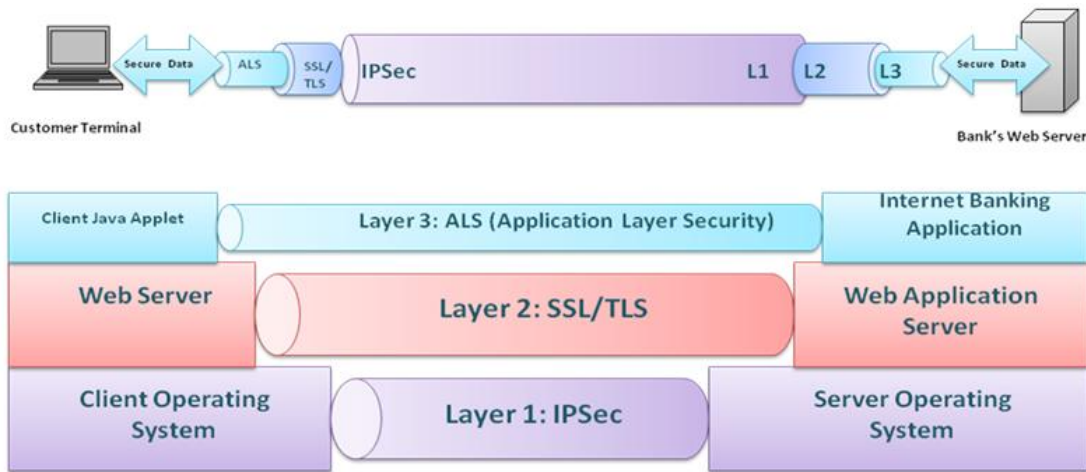 Secure Data
ALS
SSL/
TLS
IPSec
L1
L2
L3
Secure Data
Customer Terminal
Bank's Web Server
Client Java Applet
Layer 3: ALS (Application Layer Security)
Internet Banking
Application
Web Server
Layer 2: SSL/TLS
Web Application
Server
Client Operating
System
Layer 1: IPSec
Server Operating
System